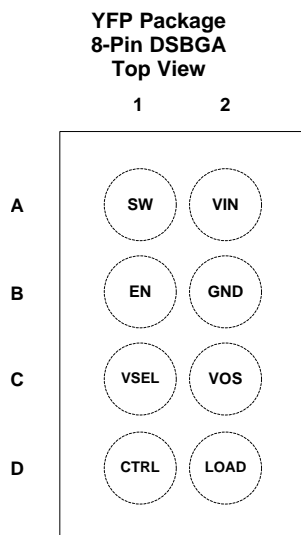 YFP Package
8-Pin DSBGA
Top View
1 2
A SW VIN
B EN GND
C VSEL VOS
D CTRL LOAD